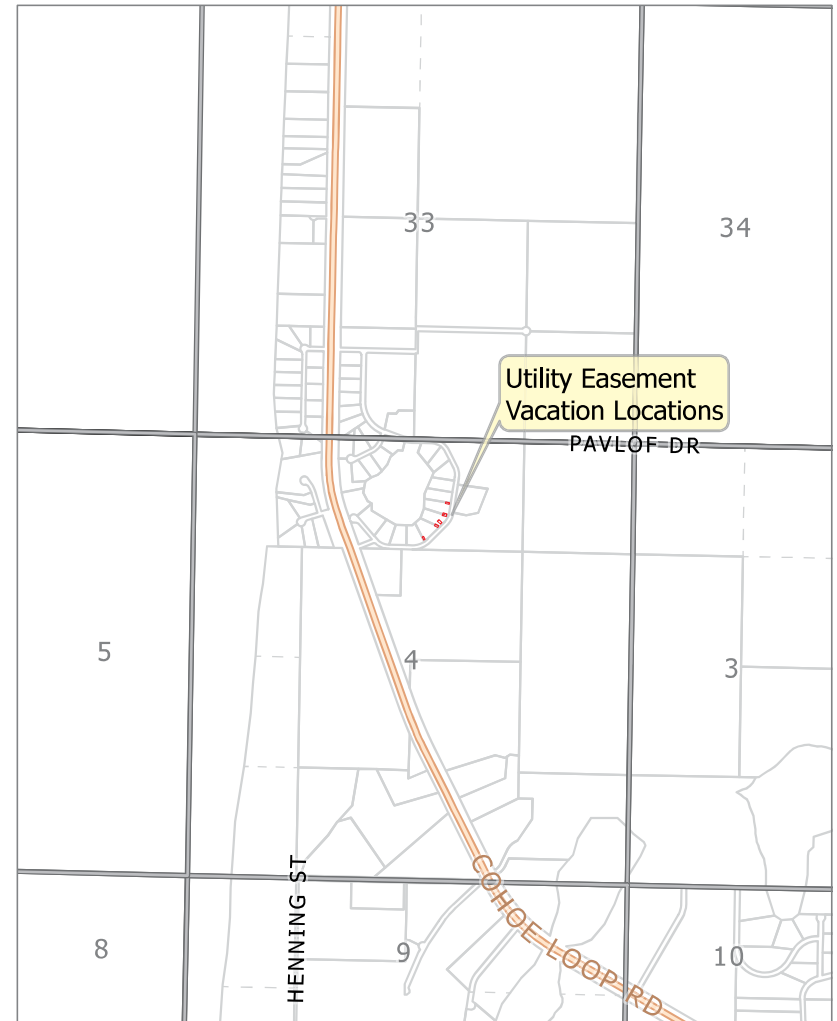 33
34
Utility Easement
Vacation Locations
PAVLOF DR
5
4
3
HENNING ST
COHOE LOOP RD
8
9
10